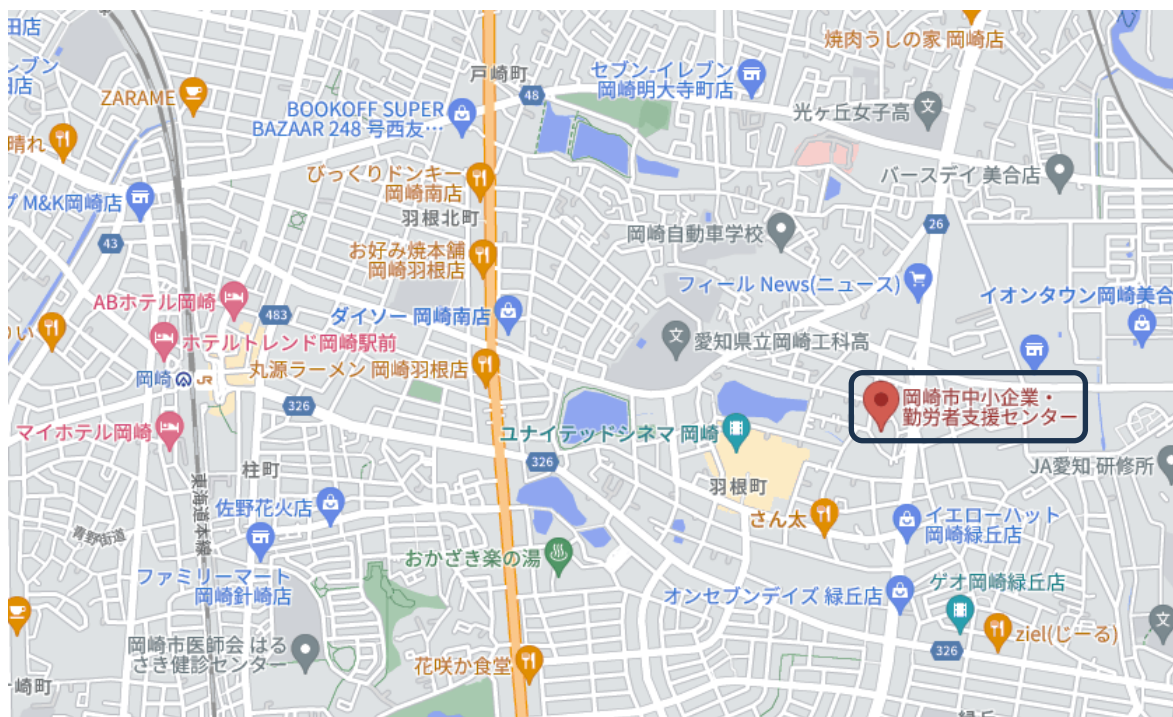 田店
焼肉うしの家 岡崎店
戸崎町
セブン-イレブン
岡崎明大寺町店
ZARAME
48
BOOKOFF SUPER
BAZAAR 248 号西友…
光ヶ丘女子高
晴れ
びっくりドンキー
岡崎南店
バースデイ 美合店
プ M&K岡崎店
羽根北町
26
岡崎自動車学校
43
お好み焼本舗
岡崎羽根店
フィール News(ニュース)
イオンタウン岡崎美合
ABホテル岡崎
483
ダイソー 岡崎南店
ホテルトレンド岡崎駅前
愛知県立岡崎工科高
丸源ラーメン 岡崎羽根店
岡崎
JR
326
岡崎市中小企業・
勤労者支援センター
マイホテル岡崎
ユナイテッドシネマ 岡崎
326
柱町
JA愛知 研修所
東海道本線
羽根町
佐野花火店
さん太
イエローハット
岡崎緑丘店
青野街道
おかざき楽の湯
ファミリーマート
岡崎針崎店
オンセブンデイズ 緑丘店
ゲオ岡崎緑丘店
ziel(じーる)
岡崎市医師会 はる
さき健診センター
花咲か食堂
326
崎町